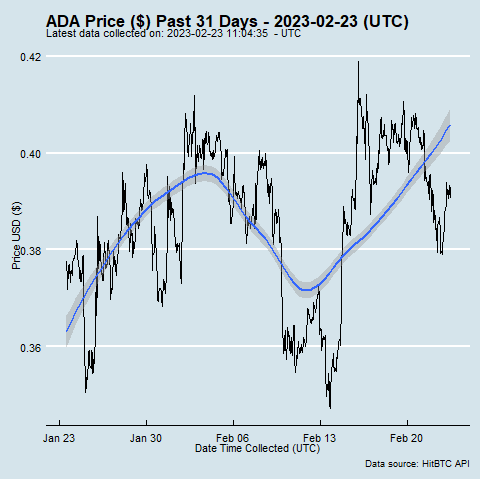 ADA Price ($) Past 31 Days - 2023-02-23 (UTC)
Latest data collected on: 2023-02-23 11:04:35 - UTC
0.42
0.40
0.38
0.36
Price USD ($)
Jan 23
Jan 30
Feb 06
Feb 13
Feb 20
Date Time Collected (UTC)
Data source: HitBTC API